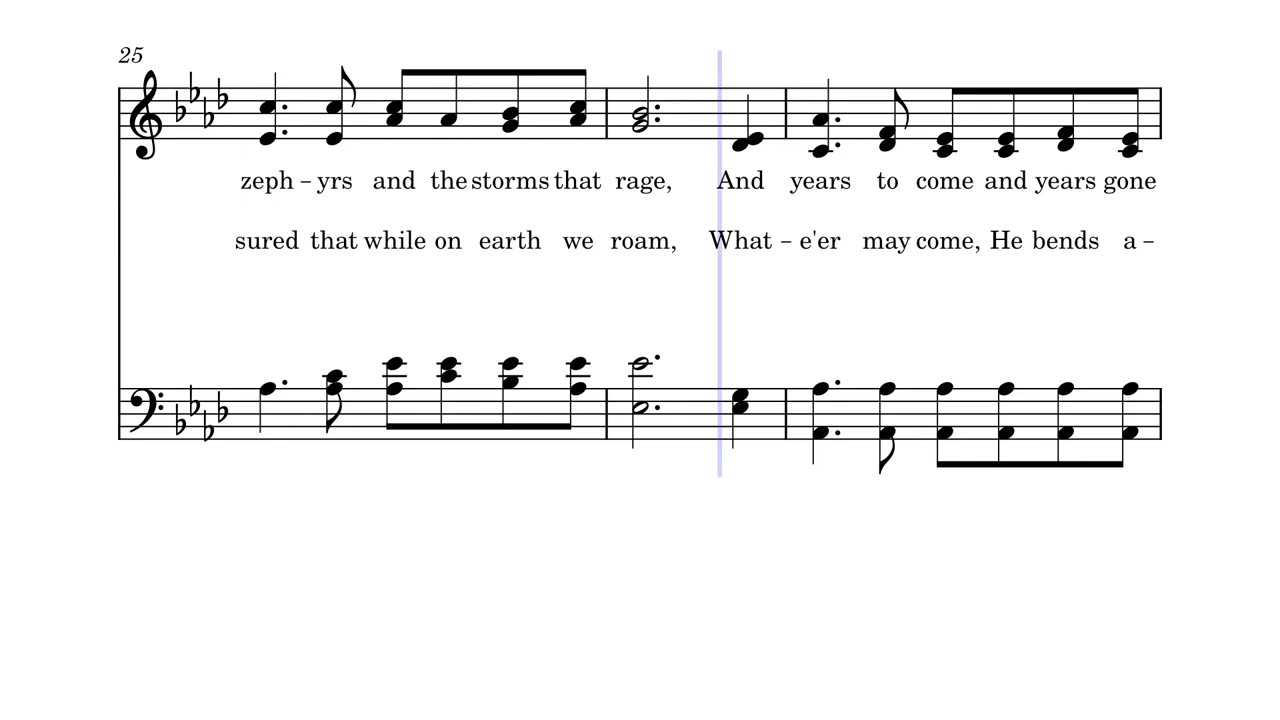 25
zeph – yrs and the storms that rage, And years to come and years gone
sured that while on earth we roam, What – e'er may come, He bends a –